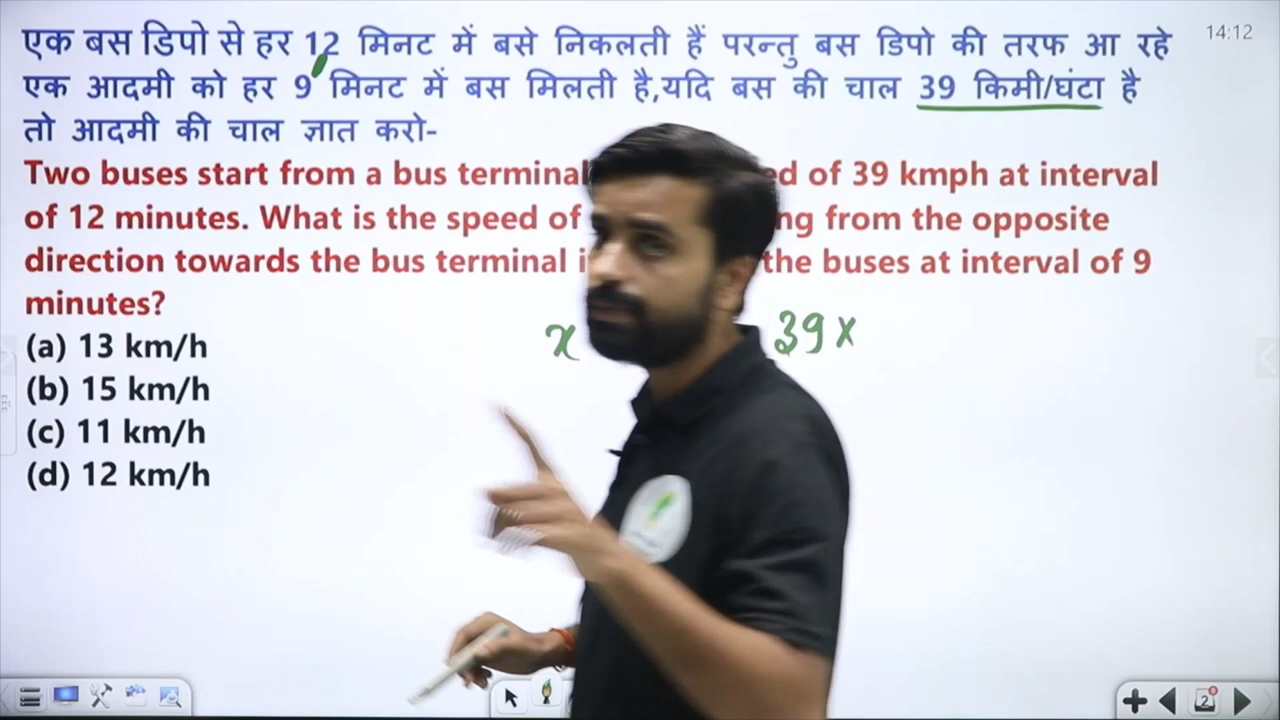 14:12
एक बस डिपो से हर 12 मिनट में बसे निकलती हैं परन्तु बस डिपो की तरफ आ रहे
एक आदमी को हर 9 मिनट में बस मिलती है,यदि बस की चाल 39 किमी/घंटा है
तो आदमी की चाल ज्ञात करो-
Two buses start from a bus terminal ed of 39 kmph at interval
of 12 minutes. What is the speed of ng from the opposite
direction towards the bus terminal i the buses at interval of 9
minutes?
x 39 x
(a) 13 km/h
(b) 15 km/h
(c) 11 km/h
(d) 12 km/h
2